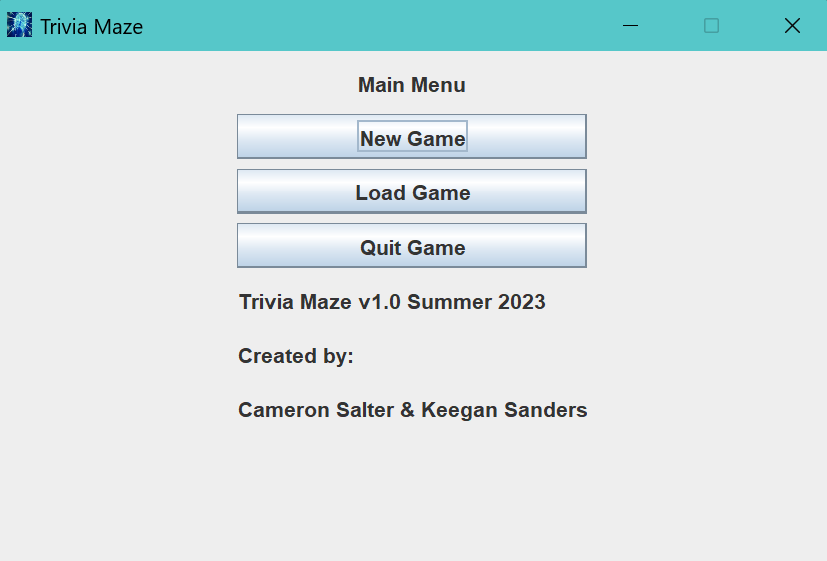 Trivia Maze
Main Menu
New Game
Load Game
Quit Game
Trivia Maze v1.0 Summer 2023
Created by:
Cameron Salter & Keegan Sanders